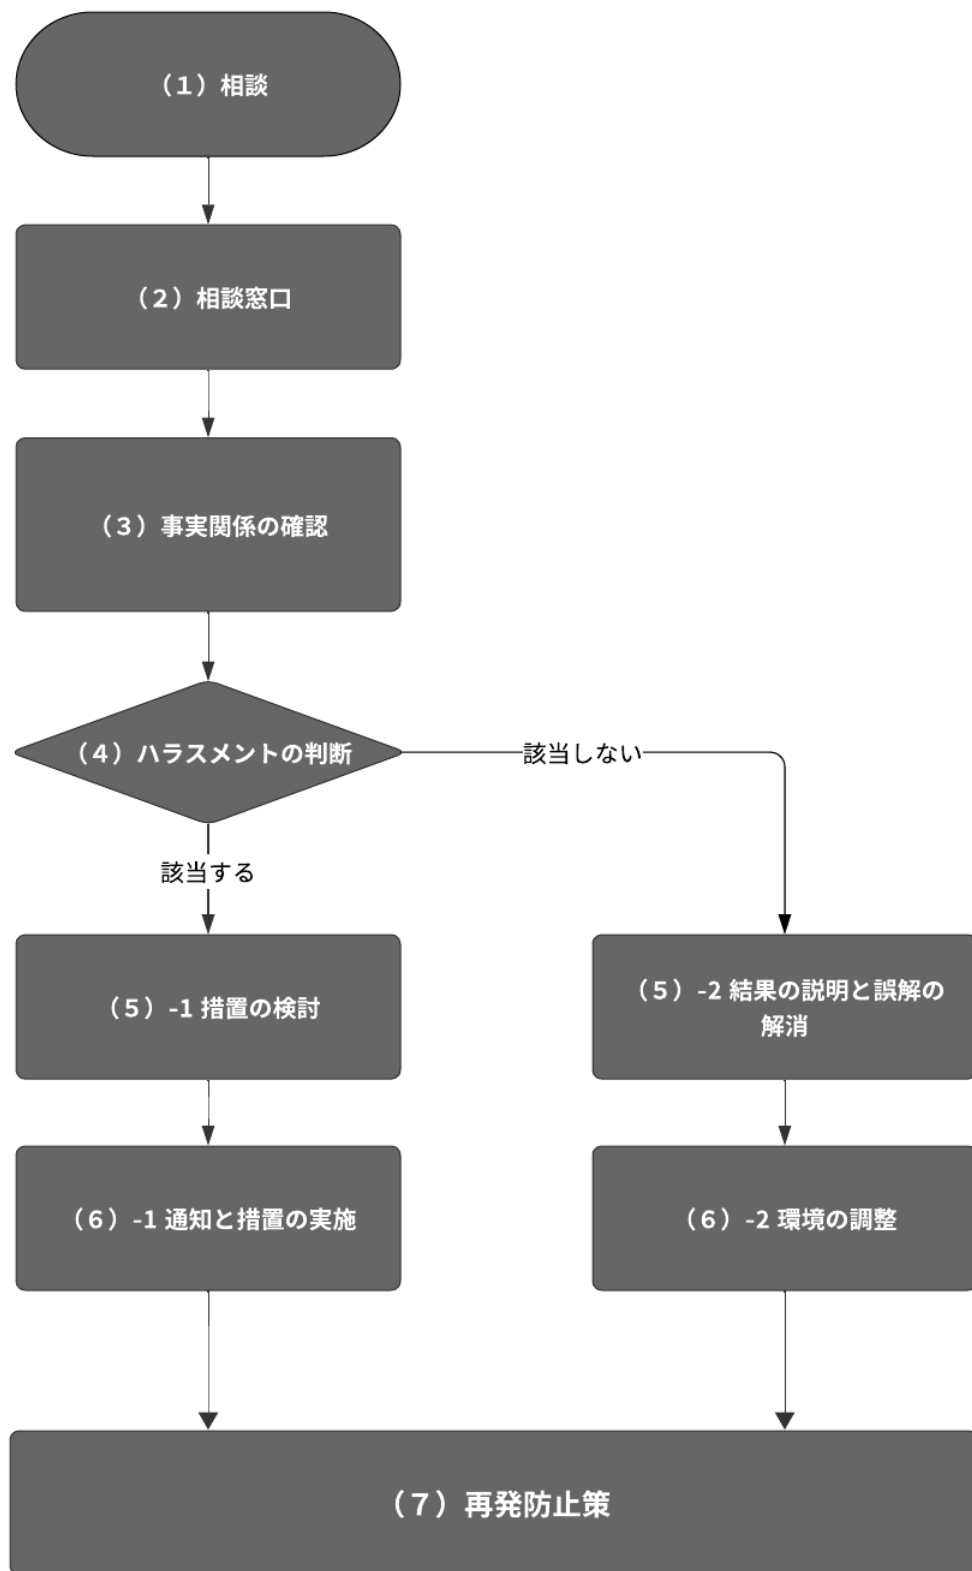 （１）相談
（２）相談窓口
（３）事実関係の確認
（４）ハラスメントの判断
該当しない
該当する
（５）-1 措置の検討
（５）-2 結果の説明と誤解の
解消
（６）-1 通知と措置の実施
（６）-2 環境の調整
（７）再発防止策